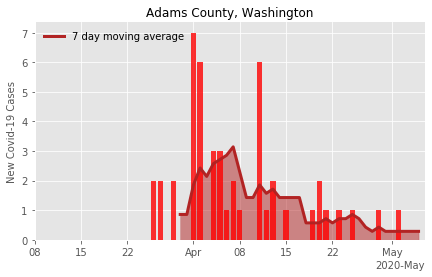 Adams County, Washington
7 day moving average
New Covid-19 Cases
7
6
5
4
3
2
1
0
08 15 22 Apr 08 15 22 May
2020-May